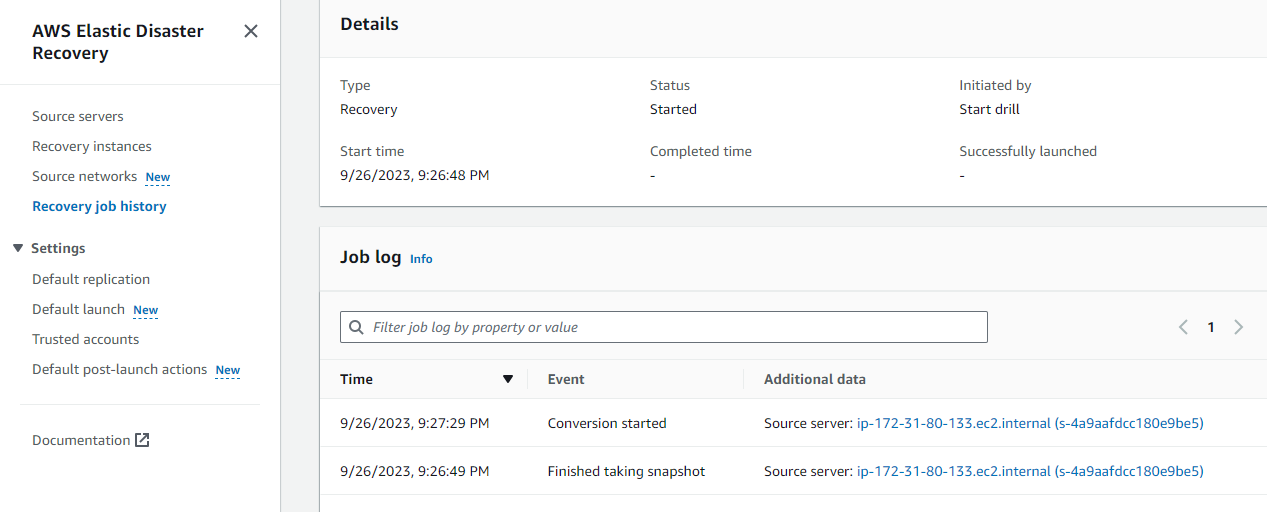 AWS Elastic Disaster
Recovery
Source servers
Recovery instances
Source networks New
Recovery job history
Settings
Default replication
Default launch New
Trusted accounts
Default post-launch actions New
Documentation
Details
Type
Recovery
Status
Started
Initiated by
Start drill
Start time
9/26/2023, 9:26:48 PM
Completed time
-
Successfully launched
-
Job log Info
Filter job log by property or value
1
Time Event Additional data
9/26/2023, 9:27:29 PM Conversion started Source server: ip-172-31-80-133.ec2.internal (s-4a9aafdcc180e9be5)
9/26/2023, 9:26:49 PM Finished taking snapshot Source server: ip-172-31-80-133.ec2.internal (s-4a9aafdcc180e9be5)